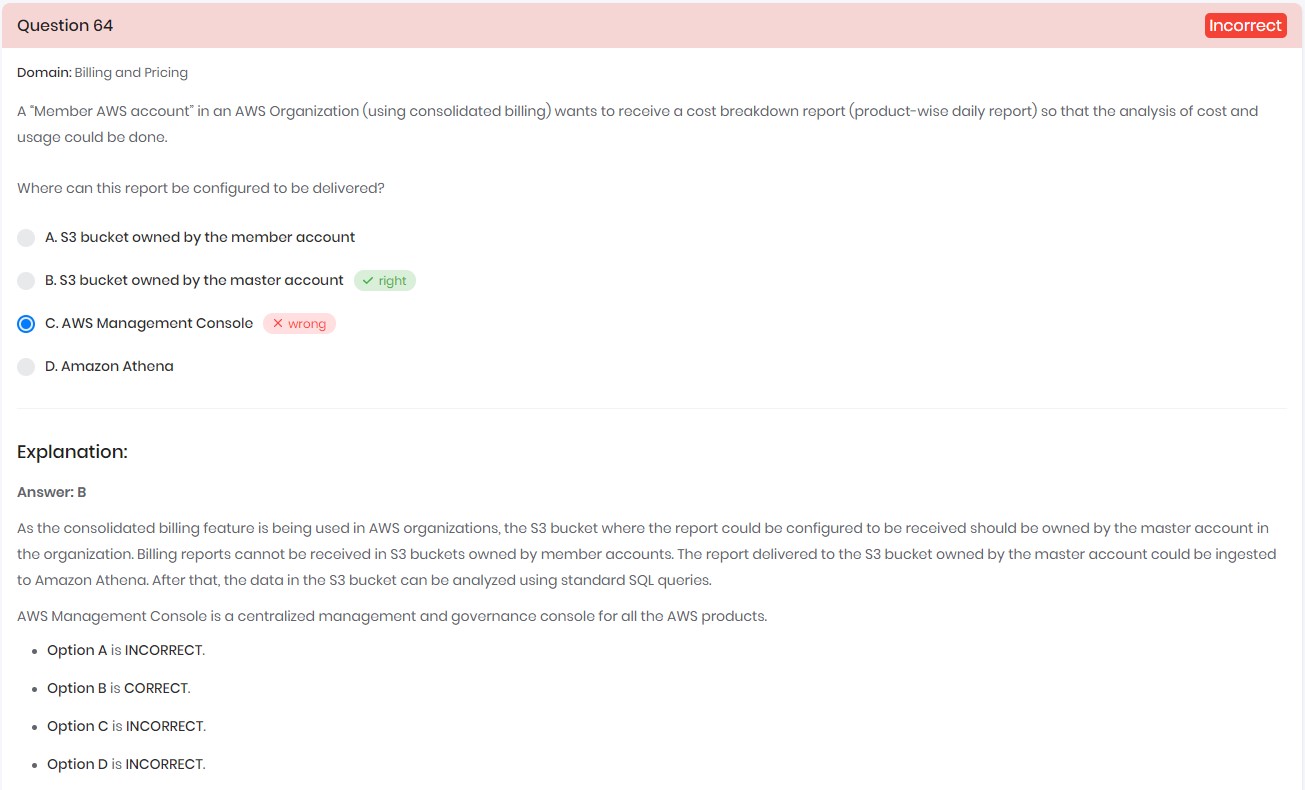 Question 64
Incorrect
Domain: Billing and Pricing
A “Member AWS account” in an AWS Organization (using consolidated billing) wants to receive a cost breakdown report (product-wise daily report) so that the analysis of cost and
usage could be done.
Where can this report be configured to be delivered?
A. S3 bucket owned by the member account
B. S3 bucket owned by the master account
right
C. AWS Management Console
wrong
D. Amazon Athena
Explanation:
Answer: B
As the consolidated billing feature is being used in AWS organizations, the S3 bucket where the report could be configured to be received should be owned by the master account in
the organization. Billing reports cannot be received in S3 buckets owned by member accounts. The report delivered to the S3 bucket owned by the master account could be ingested
to Amazon Athena. After that, the data in the S3 bucket can be analyzed using standard SQL queries.
AWS Management Console is a centralized management and governance console for all the AWS products.
Option A is INCORRECT.
Option B is CORRECT.
Option C is INCORRECT.
Option D is INCORRECT.